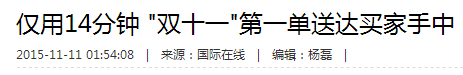 仅用14分钟 "双十一"第一单送达买家手中
2015-11-11 01:54:08 | 来源：国际在线 | 编辑：杨磊 |